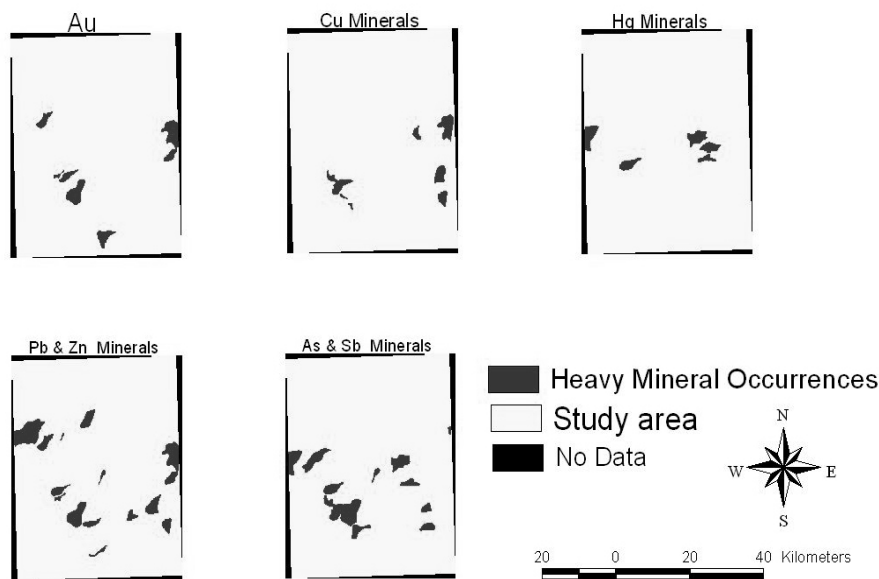 Au
Cu Minerals
Hg Minerals
Pb & Zn Minerals
As & Sb Minerals
Heavy Mineral Occurrences
Study area
No Data
N
W E
S
20 0 20 40 Kilometers